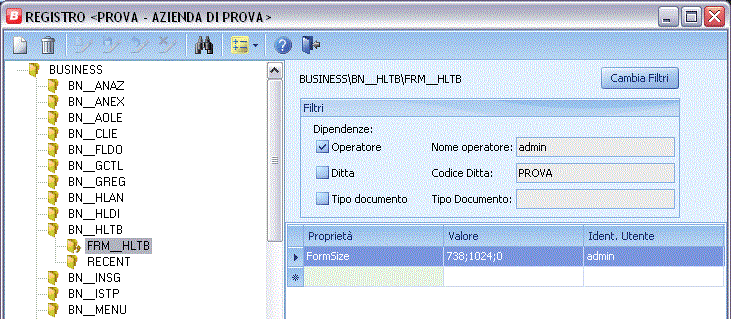 B REGISTRO <PROVA - AZIENDA DI PROVA>
BUSINESS
BN__ANAZ
BN__ANEX
BN__AOLE
BN__CLIE
BN__FLDO
BN__GCTL
BN__GREG
BN__HLAN
BN__HLDI
BN__HLTB
FRM__HLTB
RECENT
BN__INSG
BN__ISTP
BN__MENU
BUSINESS\BN__HLTB\FRM__HLTB Cambia Filtri
Filtri
Dipendenze:
Operatore Nome operatore: admin
Ditta Codice Ditta: PROVA
Tipo documento Tipo Documento:
Proprietà Valore Ident. Utente
FormSize 738;1024;0 admin